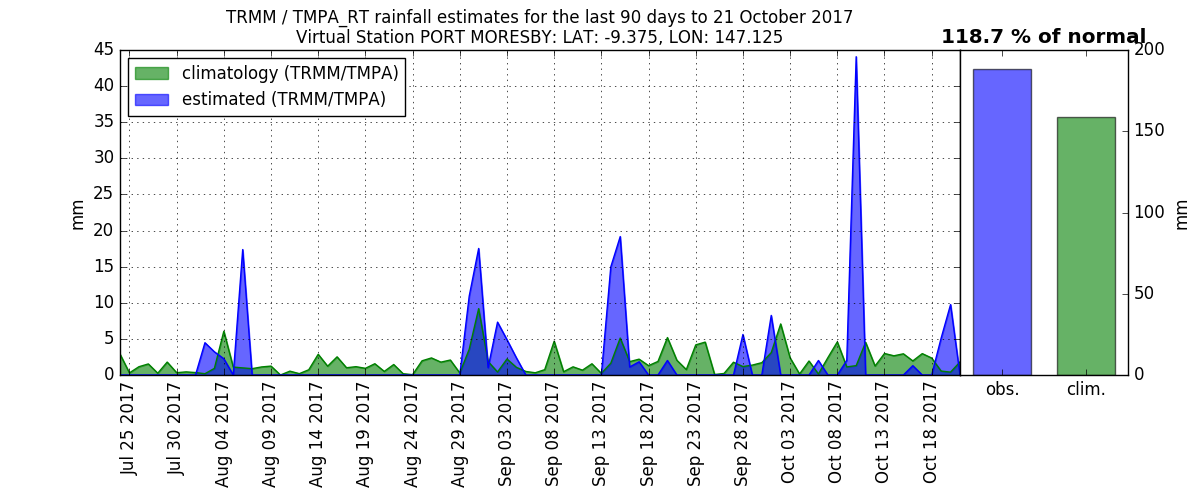 TRMM / TMPA_RT rainfall estimates for the last 90 days to 21 October 2017
Virtual Station PORT MORESBY: LAT: -9.375, LON: 147.125
118.7 % of normal
climatology (TRMM/TMPA)
estimated (TRMM/TMPA)
45
40
35
30
25
20
15
10
5
0
mm
Jul 25 2017
Jul 30 2017
Aug 04 2017
Aug 09 2017
Aug 14 2017
Aug 19 2017
Aug 24 2017
Aug 29 2017
Sep 03 2017
Sep 08 2017
Sep 13 2017
Sep 18 2017
Sep 23 2017
Sep 28 2017
Oct 03 2017
Oct 08 2017
Oct 13 2017
Oct 18 2017
obs.
clim.
200
150
100
50
0
mm